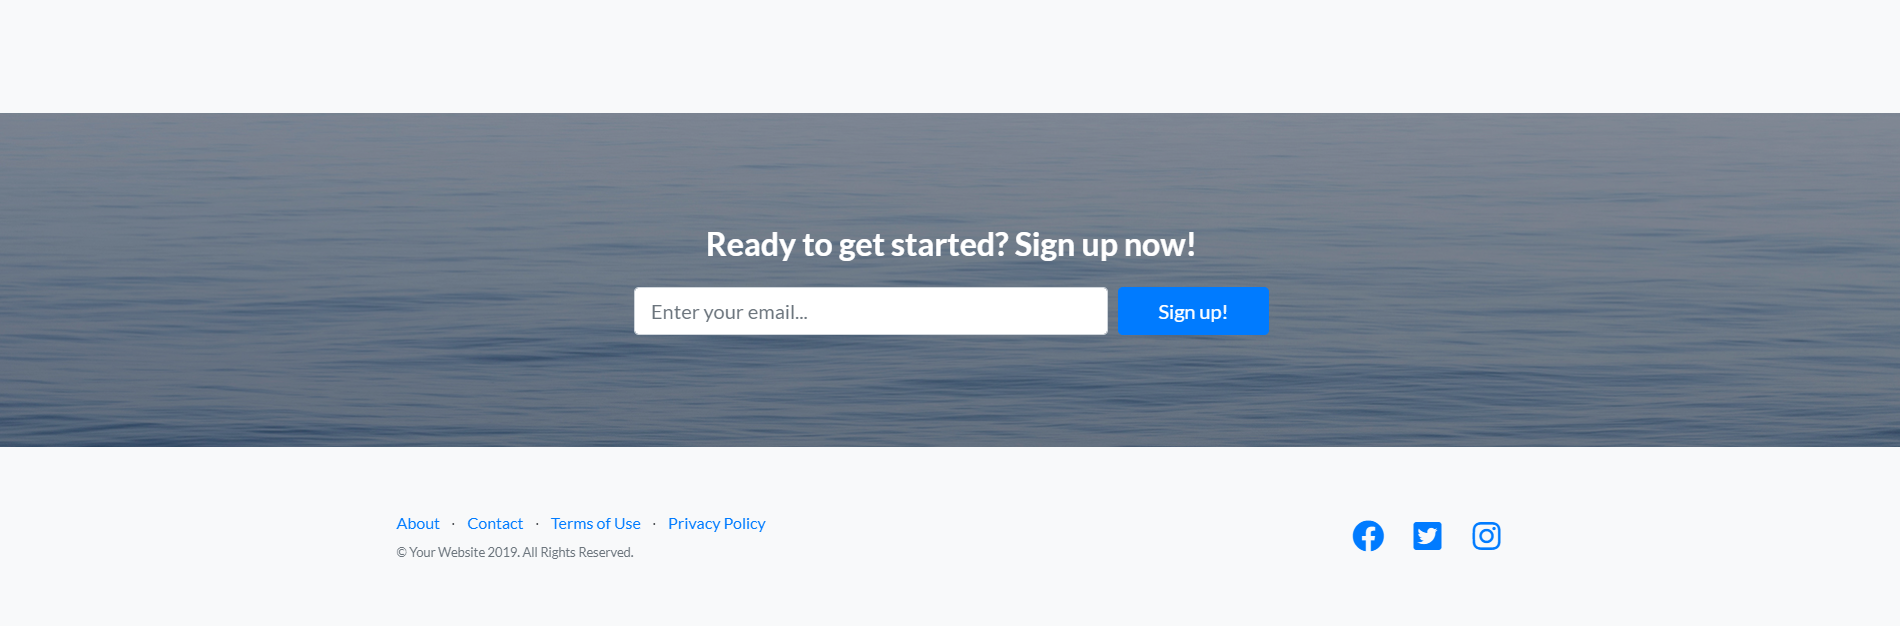 Ready to get started? Sign up now!
Enter your email... Sign up!
About · Contact · Terms of Use · Privacy Policy
© Your Website 2019. All Rights Reserved.